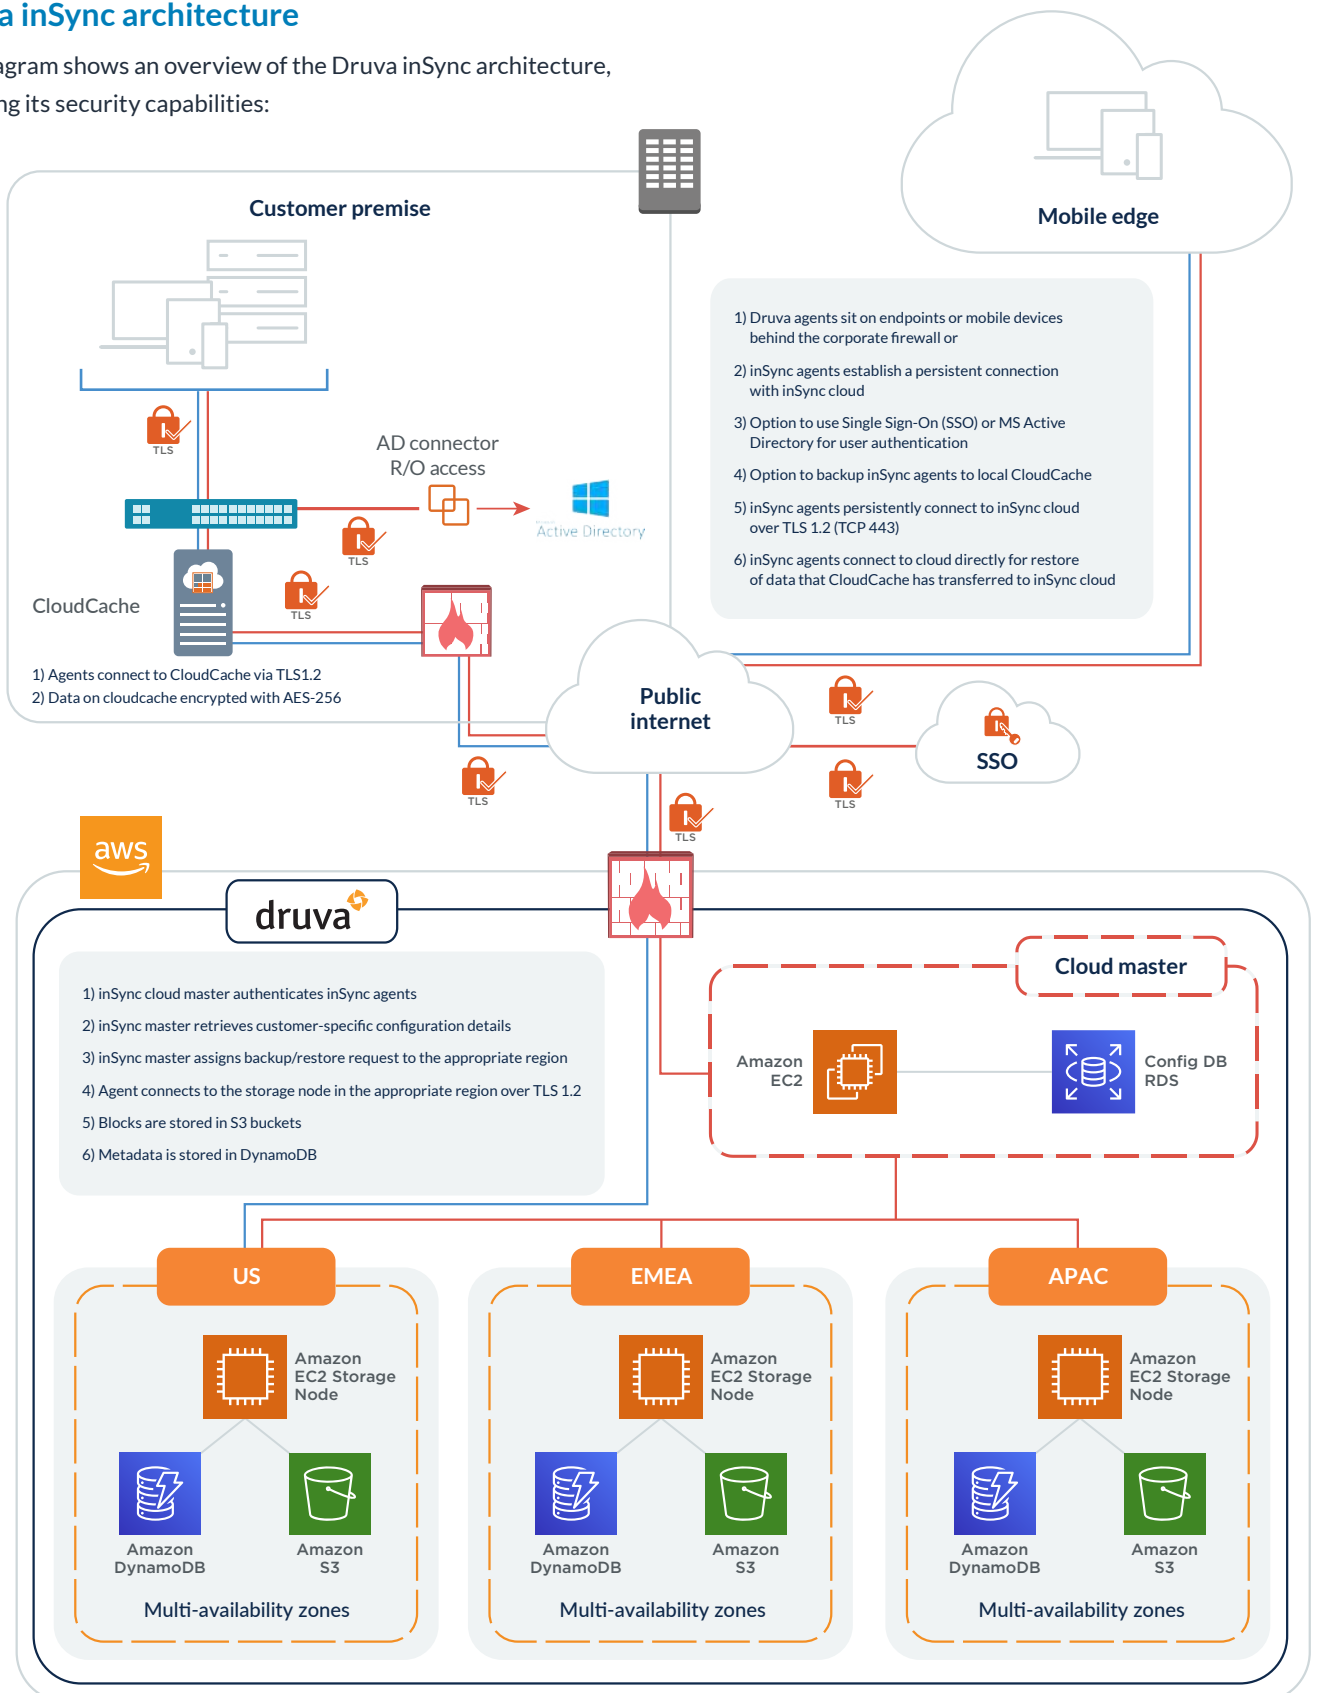 a inSync architecture
agram shows an overview of the Druva inSync architecture,
ng its security capabilities:
Mobile edge
Customer premise
1) Druva agents sit on endpoints or mobile devices
behind the corporate firewall or
2) inSync agents establish a persistent connection
with inSync cloud
3) Option to use Single Sign-On (SSO) or MS Active
Directory for user authentication
4) Option to backup inSync agents to local CloudCache
5) inSync agents persistently connect to inSync cloud
over TLS 1.2 (TCP 443)
6) inSync agents connect to cloud directly for restore
of data that CloudCache has transferred to inSync cloud
TLS
AD connector
R/O access
Active Directory
TLS
TLS
CloudCache
1) Agents connect to CloudCache via TLS1.2
2) Data on cloudcache encrypted with AES-256
Public
internet
TLS
SSO
TLS
TLS
TLS
aws
druva
1) inSync cloud master authenticates inSync agents
2) inSync master retrieves customer-specific configuration details
3) inSync master assigns backup/restore request to the appropriate region
4) Agent connects to the storage node in the appropriate region over TLS 1.2
5) Blocks are stored in S3 buckets
6) Metadata is stored in DynamoDB
Cloud master
Amazon
EC2
Config DB
RDS
US
Amazon
EC2 Storage
Node
Amazon
DynamoDB
Amazon
S3
Multi-availability zones
EMEA
Amazon
EC2 Storage
Node
Amazon
DynamoDB
Amazon
S3
Multi-availability zones
APAC
Amazon
EC2 Storage
Node
Amazon
DynamoDB
Amazon
S3
Multi-availability zones